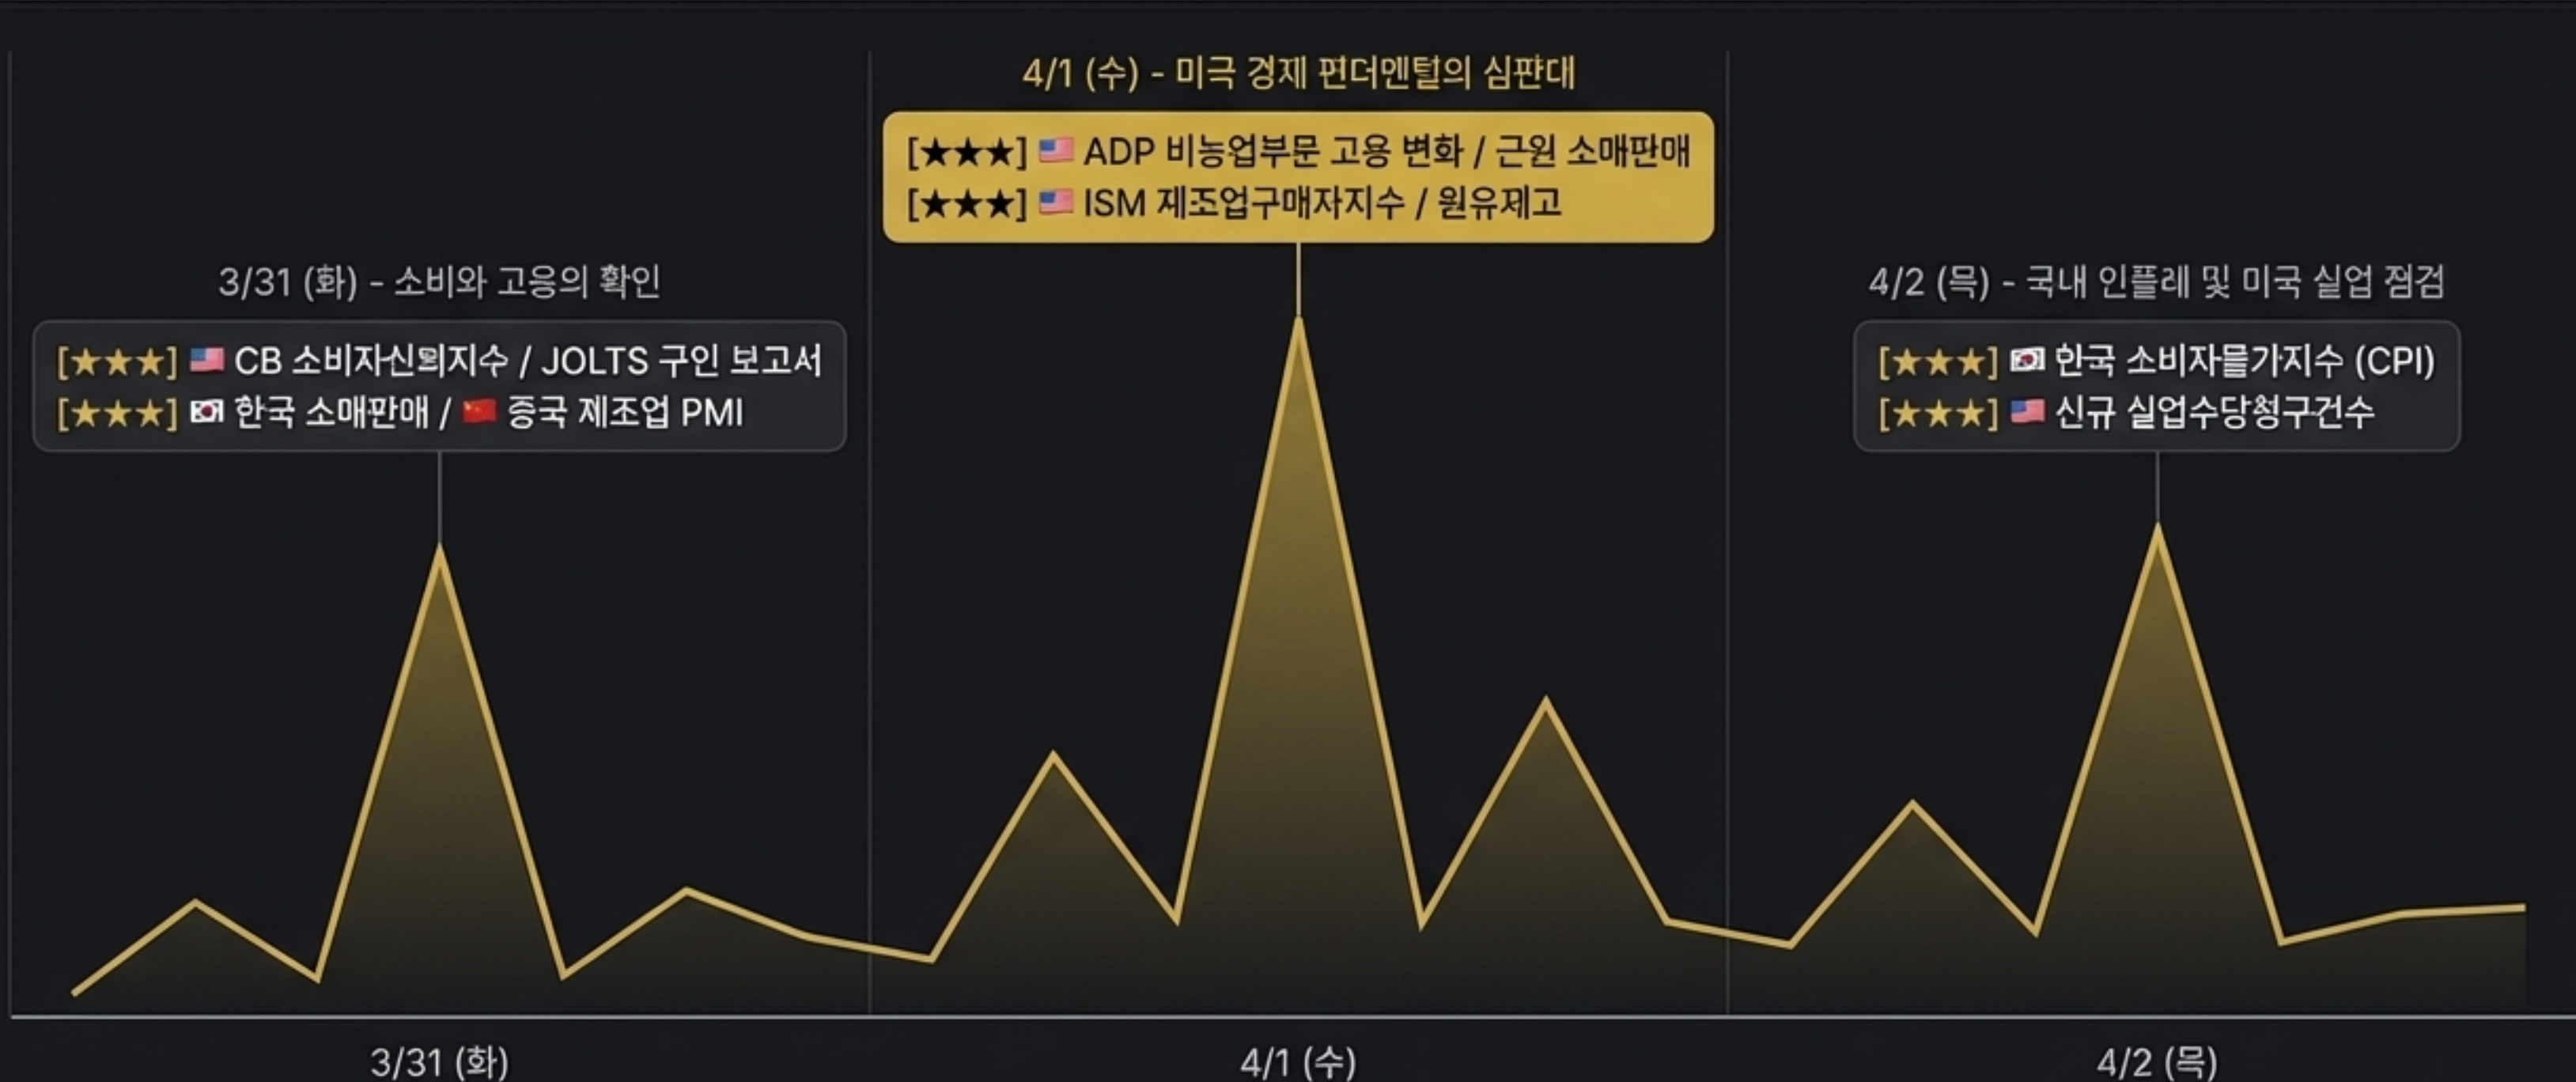 4/1 (수) - 미극 경제 펀더멘털의 심판대
[★★★] 🇺🇸 ADP 비농업부문 고용 변화 / 근원 소매판매
[★★★] 🇺🇸 ISM 제조업구매자지수 / 원유제고
3/31 (화) - 소비와 고용의 확인
[★★★] 🇺🇸 CB 소비자신뢰지수 / JOLTS 구인 보고서
[★★★] 🇰🇷 한국 소매판매 / 🇨🇳 중국 제조업 PMI
4/2 (목) - 국내 인플레 및 미국 실업 점검
[★★★] 🇰🇷 한국 소비자물가지수 (CPI)
[★★★] 🇺🇸 신규 실업수당청구건수
3/31 (화)
4/1 (수)
4/2 (목)